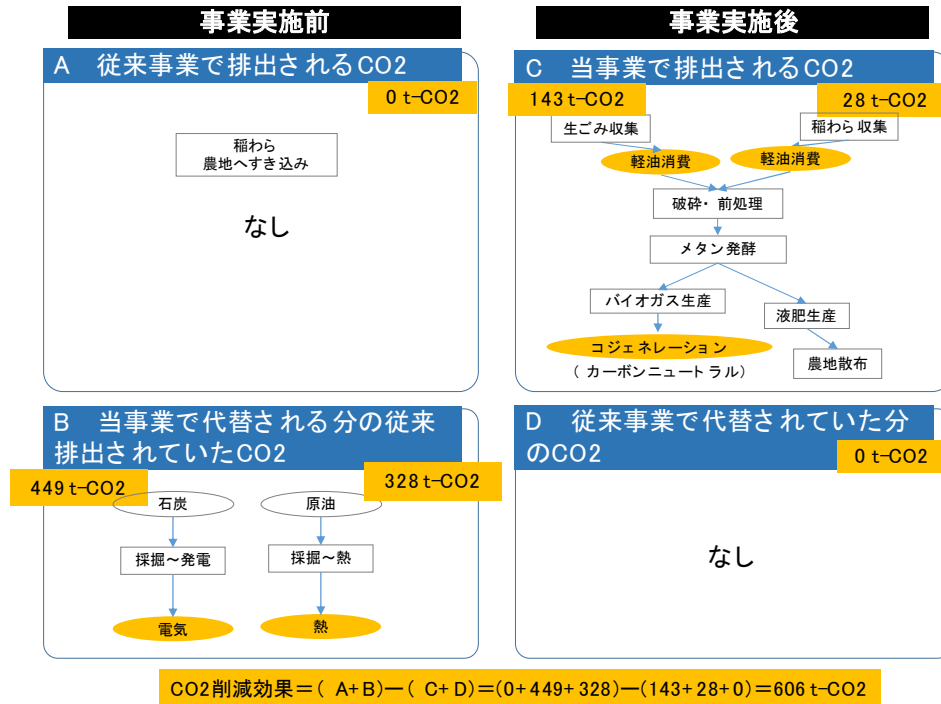 事業実施前
A 従来事業で排出されるCO2
0 t-CO2
稲わら
農地へすき込み
なし
B 当事業で代替される分の従来
排出されていたCO2
449 t-CO2
328 t-CO2
石炭
原油
採掘～発電
採掘～熱
電気
熱
事業実施後
C 当事業で排出されるCO2
143 t-CO2
28 t-CO2
生ごみ収集
稲わら収集
軽油消費
軽油消費
破砕・前処理
メタン発酵
バイオガス生産
液肥生産
コジェネレーション
(カーボンニュートラル)
農地散布
D 従来事業で代替されていた分
のCO2
0 t-CO2
なし
CO2削減効果＝(A+B)―(C+D)＝(0+449+328)―(143+28+0)＝606 t-CO2